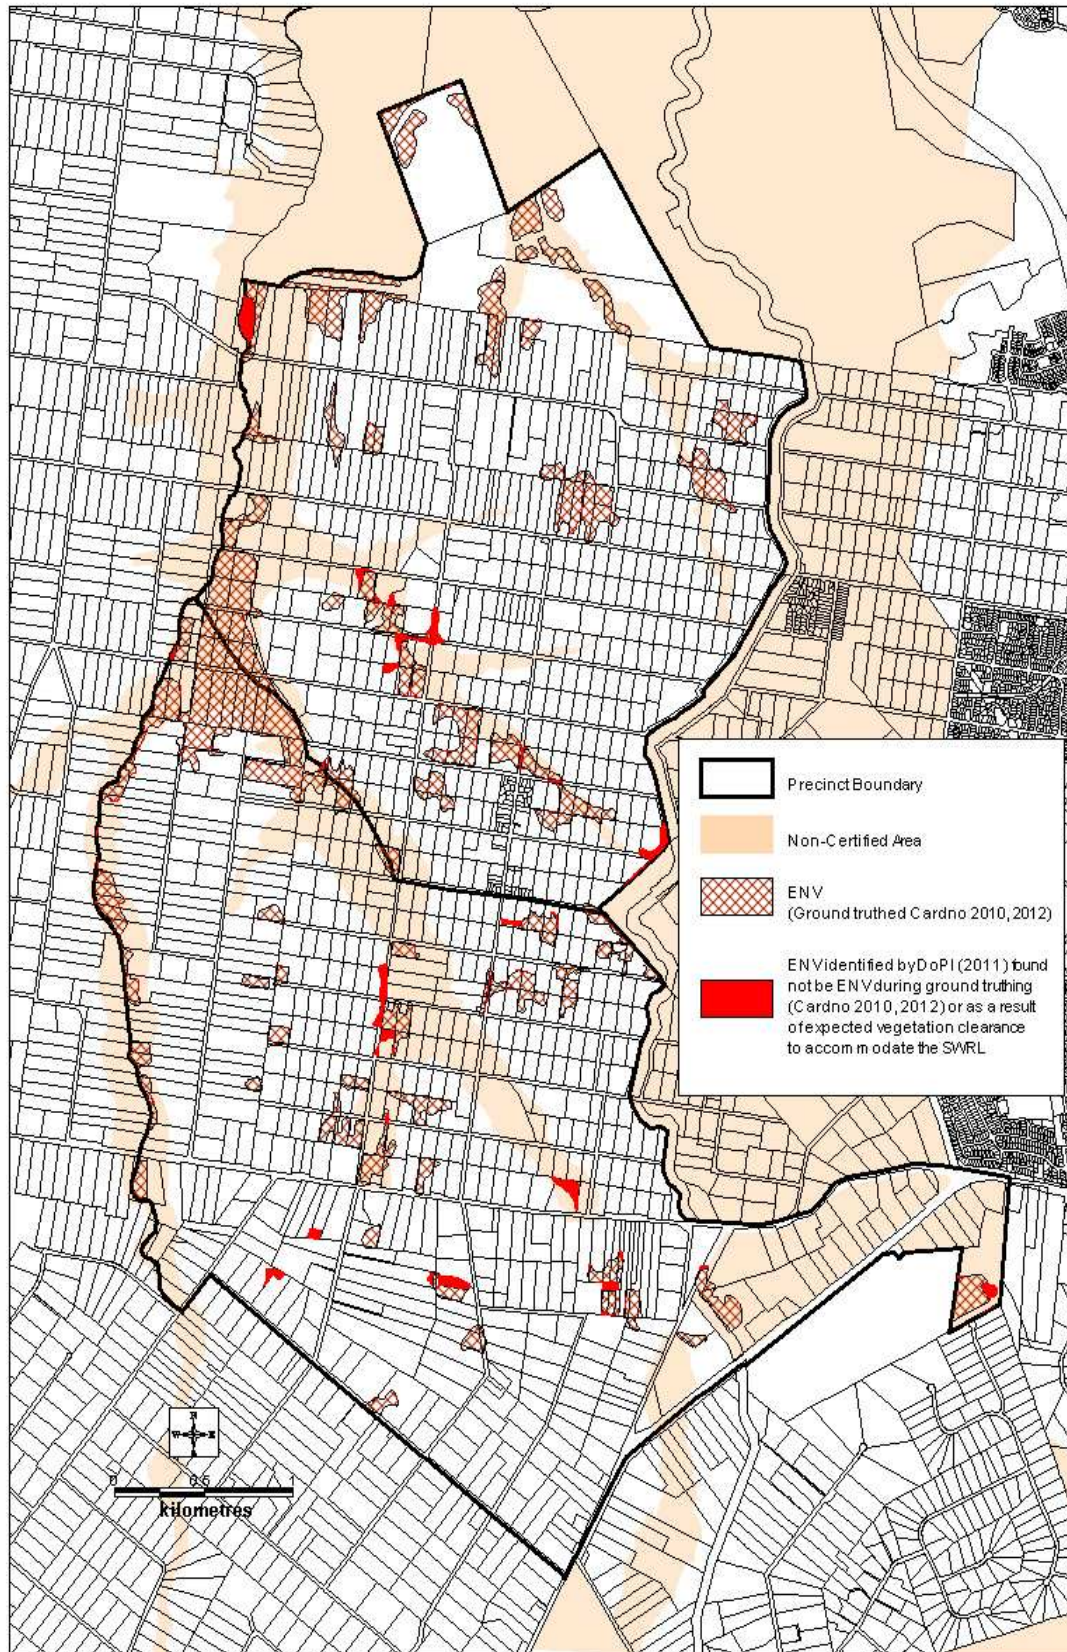 Precinct Boundary
Non-Certified Area
ENV
(Ground truthed Cardno 2010, 2012)
ENV identified by DoPI (2011) found
not be ENV during ground truthing
(Cardno 2010, 2012) or as a result
of expected vegetation clearance
to accommodate the SWRL
N
W E
S
0 0.5 1
kilometres